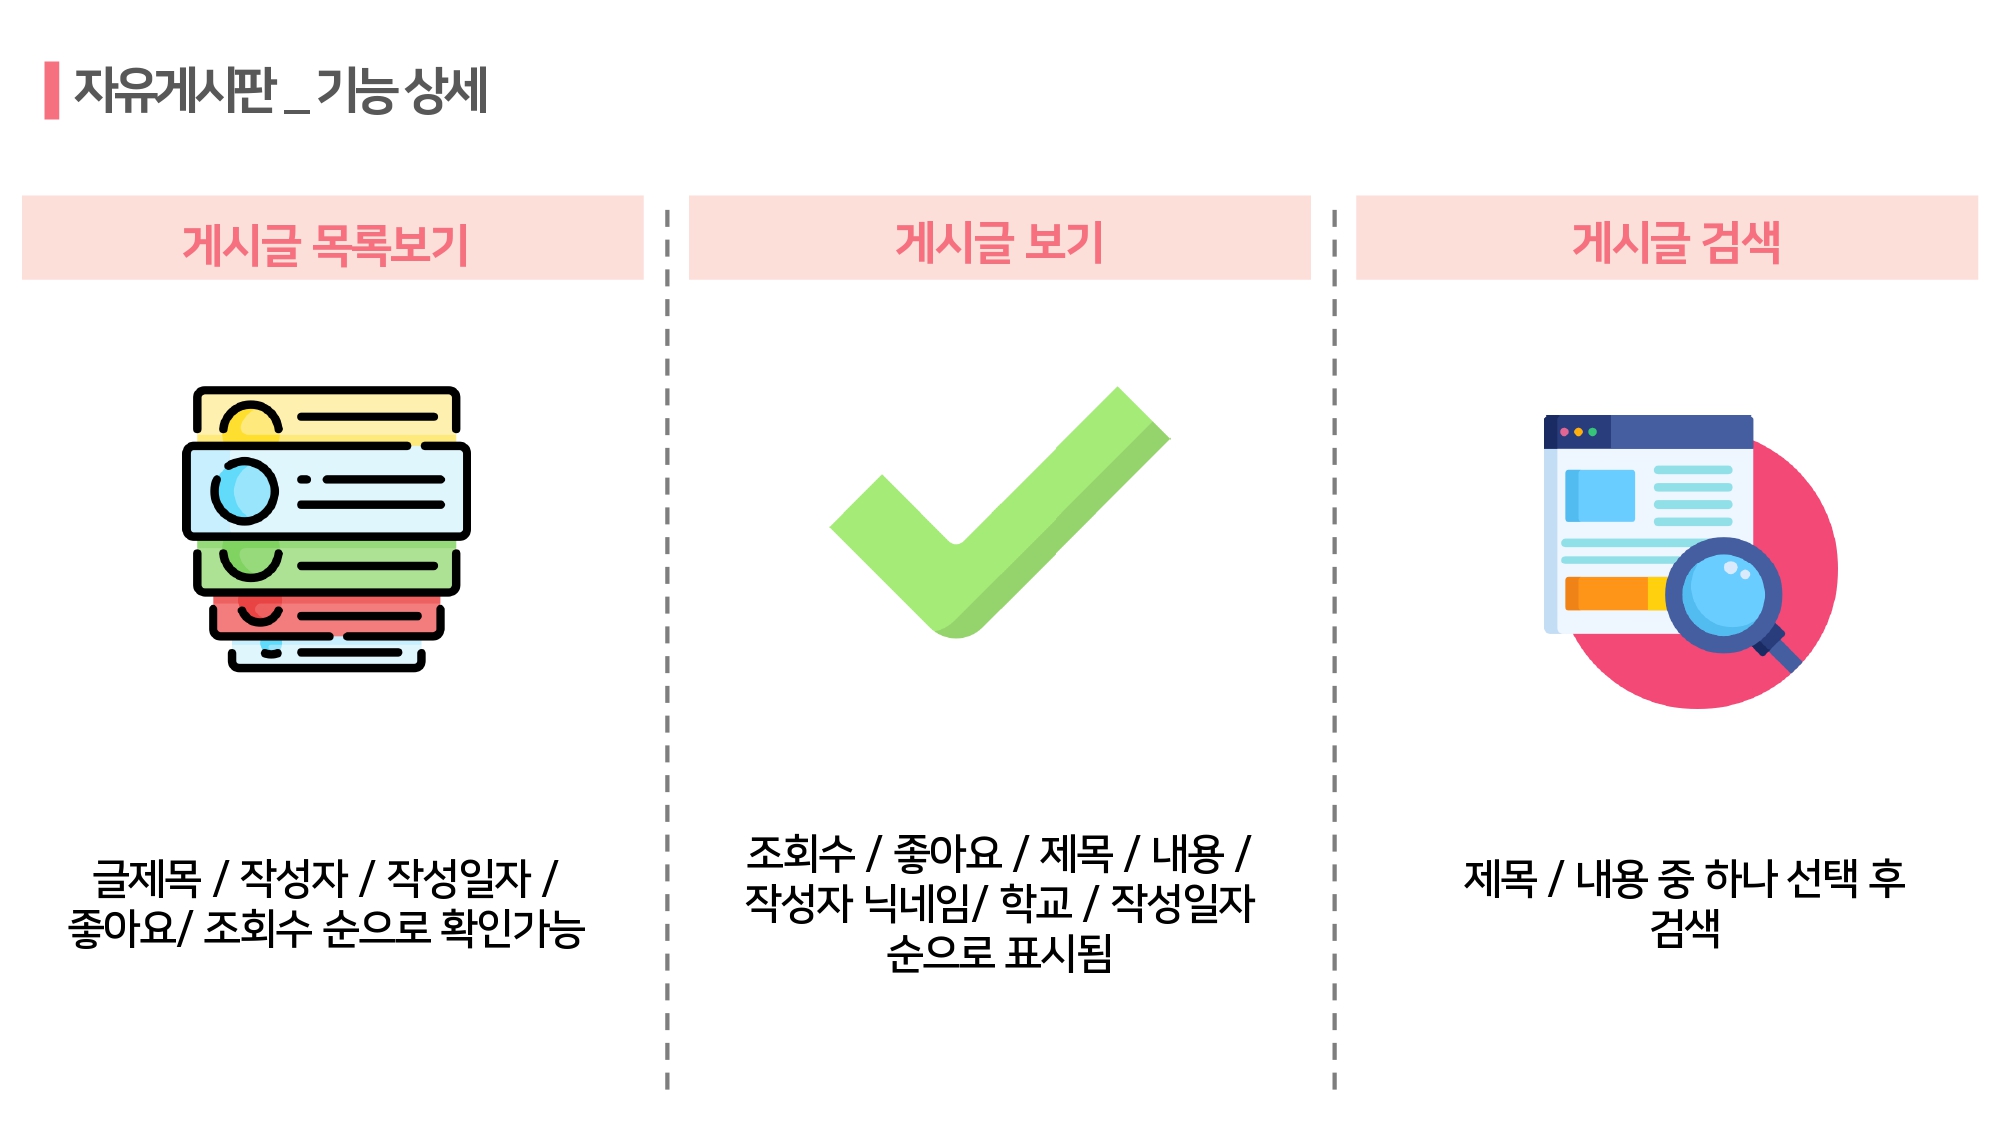 자유게시판 _ 기능 상세
게시글 목록보기
글제목 / 작성자 / 작성일자 /
좋아요/ 조회수 순으로 확인가능
게시글 보기
조회수 / 좋아요 / 제목 / 내용 /
작성자 닉네임/ 학교 / 작성일자
순으로 표시됨
게시글 검색
제목 / 내용 중 하나 선택 후
검색